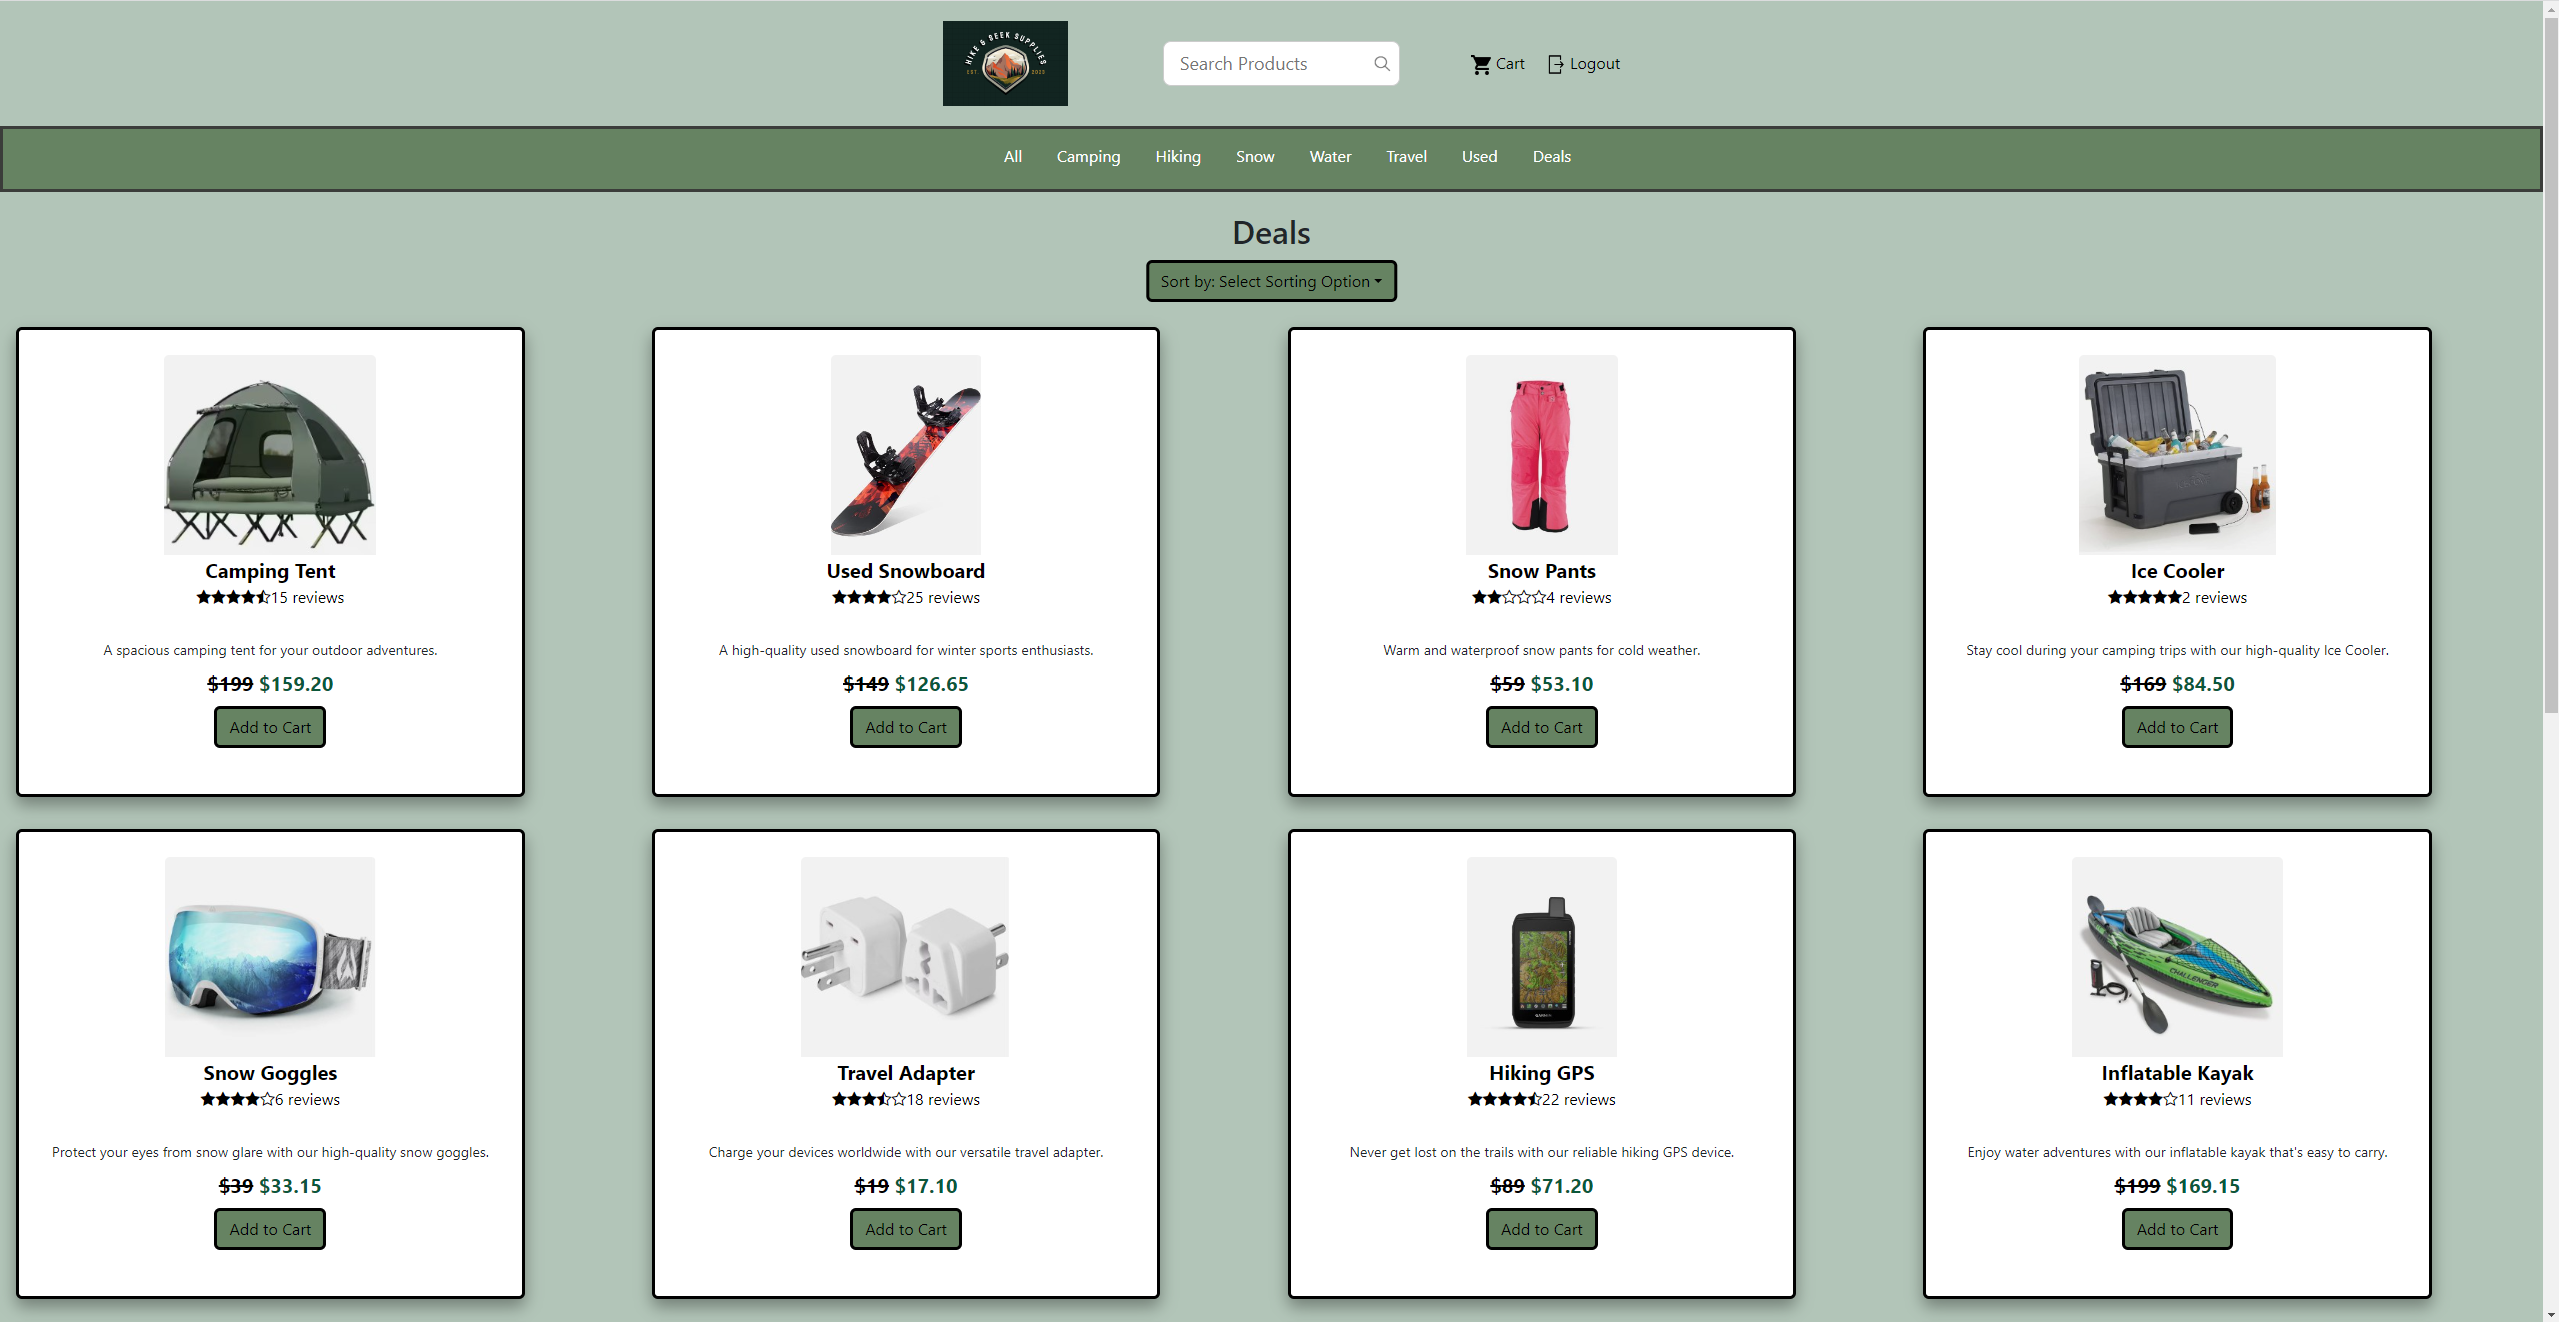 HIKE & SEEK SUPPLIES
EST. 2023
Search Products
Cart
Logout
All Camping Hiking Snow Water Travel Used Deals
Deals
Sort by: Select Sorting Option
Camping Tent
15 reviews
A spacious camping tent for your outdoor adventures.
$199 $159.20
Add to Cart
Used Snowboard
25 reviews
A high-quality used snowboard for winter sports enthusiasts.
$149 $126.65
Add to Cart
Snow Pants
4 reviews
Warm and waterproof snow pants for cold weather.
$59 $53.10
Add to Cart
Ice Cooler
2 reviews
Stay cool during your camping trips with our high-quality Ice Cooler.
$169 $84.50
Add to Cart
Snow Goggles
6 reviews
Protect your eyes from snow glare with our high-quality snow goggles.
$39 $33.15
Add to Cart
Travel Adapter
18 reviews
Charge your devices worldwide with our versatile travel adapter.
$19 $17.10
Add to Cart
GARMIN
Hiking GPS
22 reviews
Never get lost on the trails with our reliable hiking GPS device.
$89 $71.20
Add to Cart
CHALLENGER
Inflatable Kayak
11 reviews
Enjoy water adventures with our inflatable kayak that's easy to carry.
$199 $169.15
Add to Cart